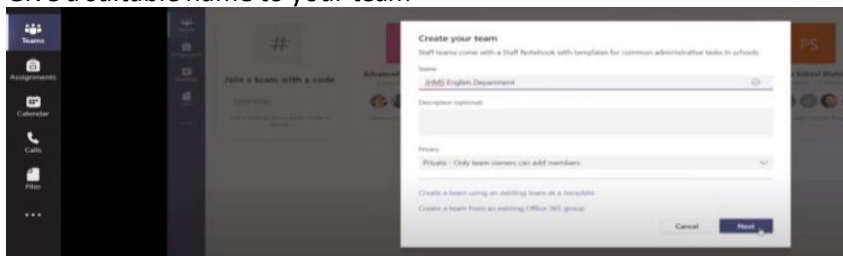 Give a suitable name to your team
Teams
Assignments
Calendar
Calls
Files
...
Join a team with a code
Create your team
Staff teams come with a Staff Notebook with templates for common administrative tasks in schools.
Name
English Department
Description (optional)
Privacy
Private - Only team owners can add members
Create a team using an existing team as a template
Create a team from an existing Office 365 group
Cancel
Next
PS